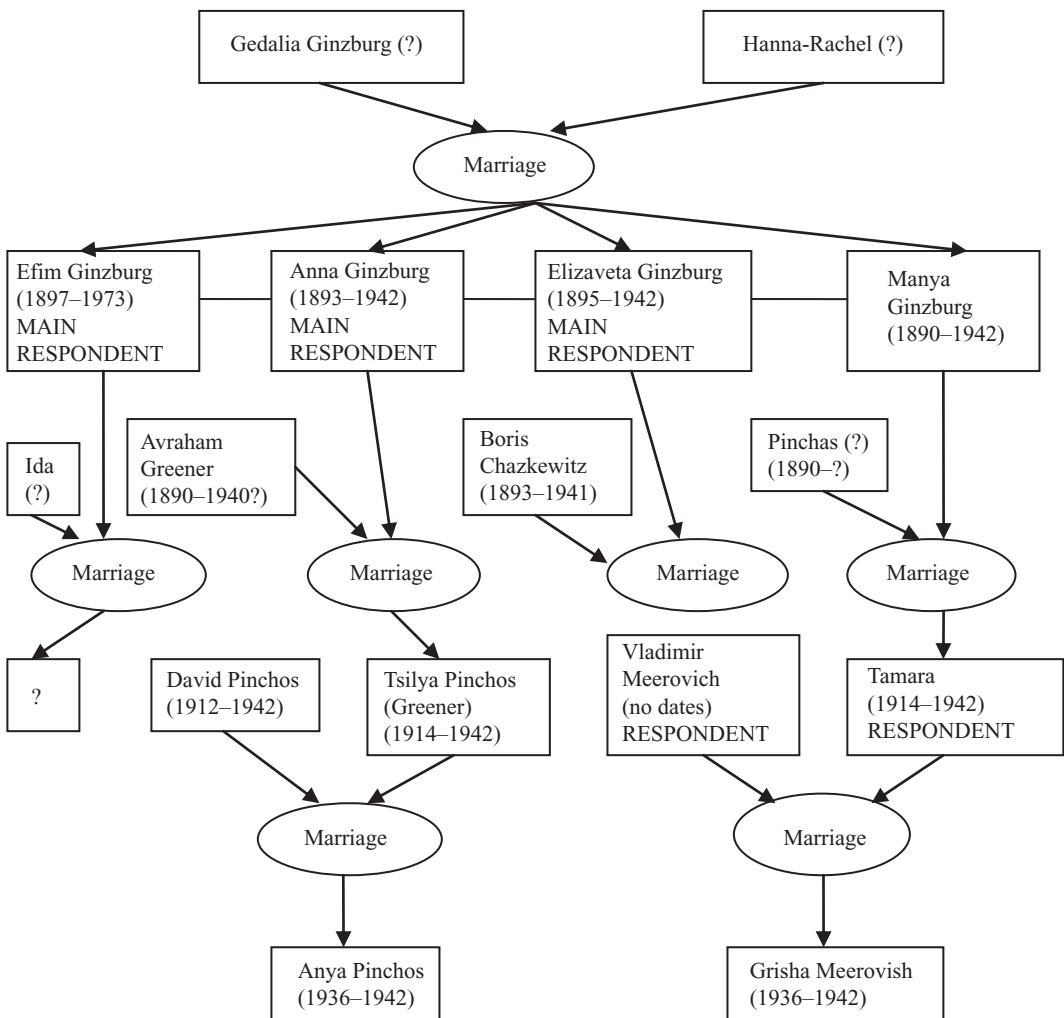 Gedalia Ginzburg (?)
Hanna-Rachel (?)
Marriage
Efim Ginzburg
(1897–1973)
MAIN
RESPONDENT
Anna Ginzburg
(1893–1942)
MAIN
RESPONDENT
Elizaveta Ginzburg
(1895–1942)
MAIN
RESPONDENT
Manya
Ginzburg
(1890–1942)
Ida
(?)
Avraham
Greener
(1890–1940?)
Boris
Chazkewitz
(1893–1941)
Pinchas (?)
(1890–?)
Marriage
Marriage
Marriage
Marriage
?
David Pinchos
(1912–1942)
Tsilya Pinchos
(Greener)
(1914–1942)
Vladimir
Meerovich
(no dates)
RESPONDENT
Tamara
(1914–1942)
RESPONDENT
Marriage
Marriage
Anya Pinchos
(1936–1942)
Grisha Meerovish
(1936–1942)